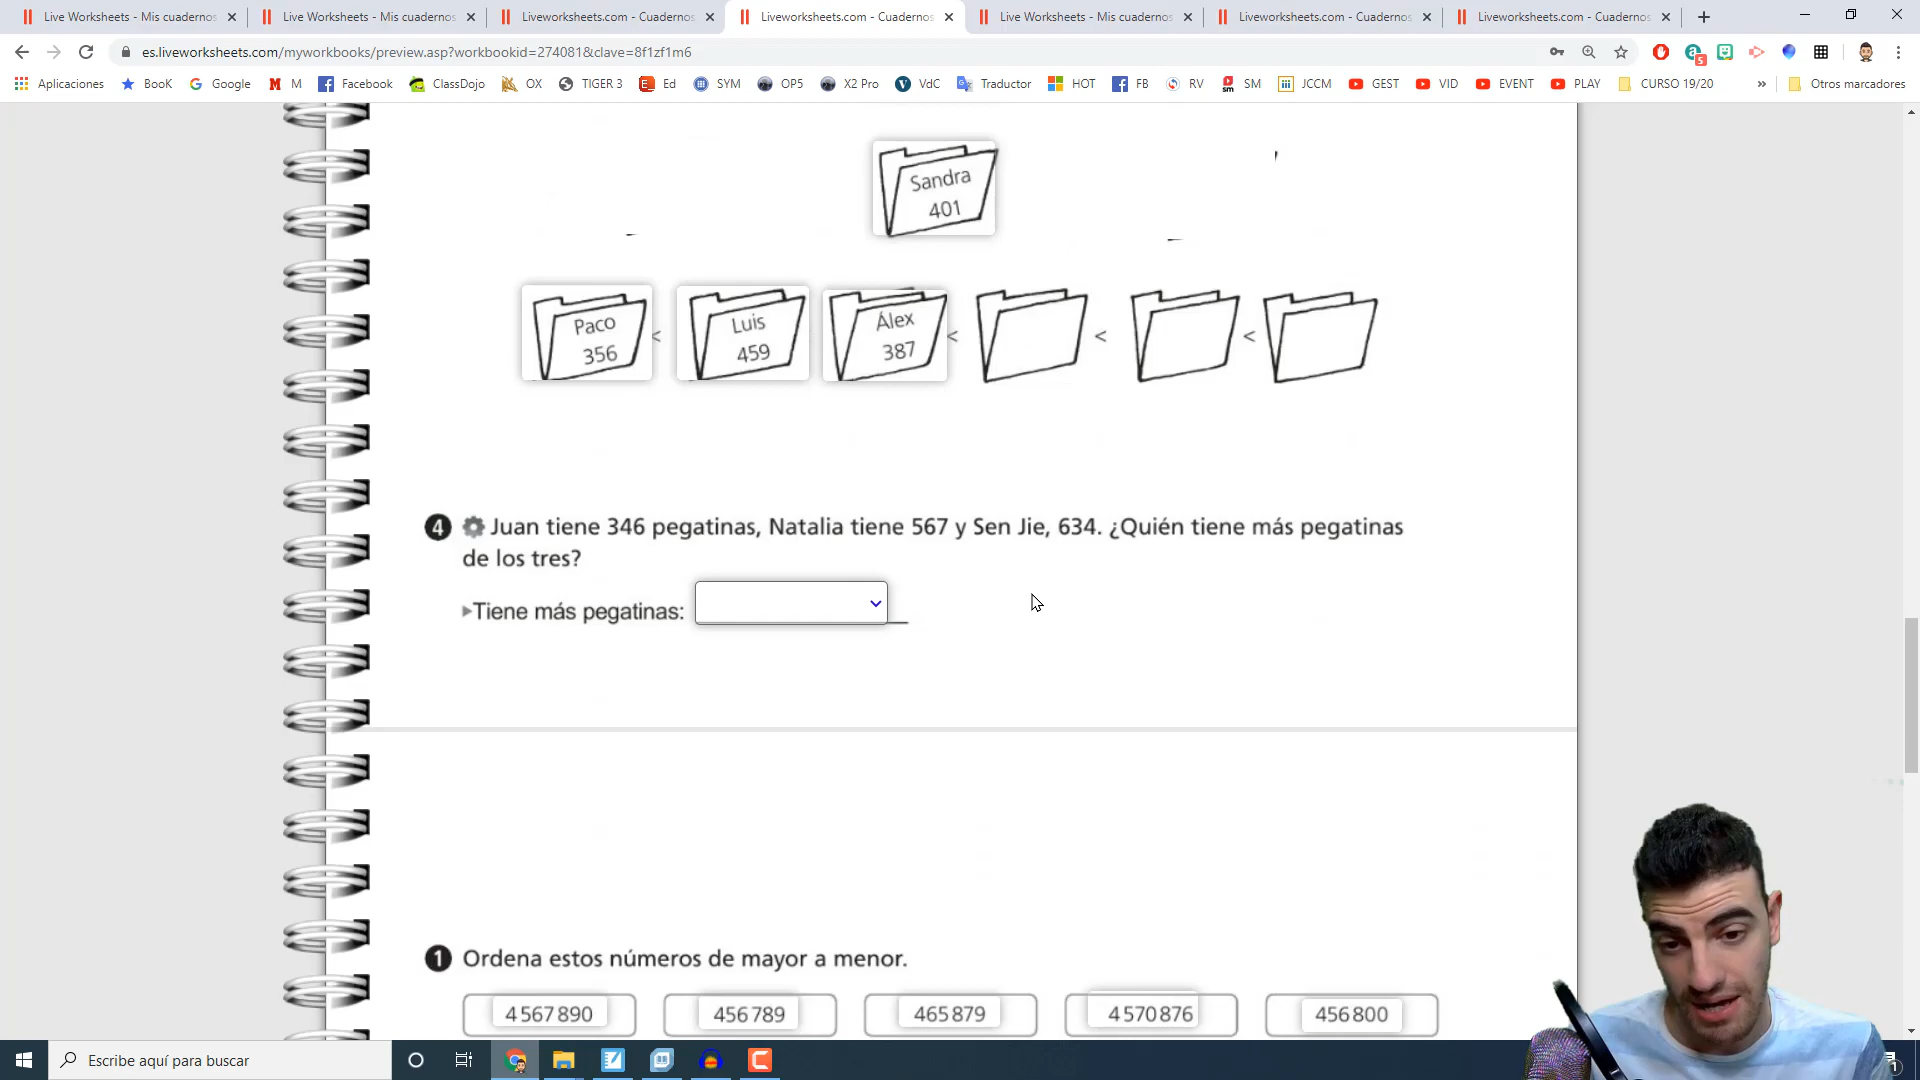 Live Worksheets - Mis cuadernos
Live Worksheets - Mis cuadernos
Liveworksheets.com - Cuadernos
Liveworksheets.com - Cuadernos
Live Worksheets - Mis cuadernos
Liveworksheets.com - Cuadernos
Liveworksheets.com - Cuadernos
es.liveworksheets.com/myworkbooks/preview.asp?workbookid=274081&clave=8f1zf1m6
Aplicaciones BooK Google M Facebook ClassDojo OX TIGER 3 Ed SYM OP5 X2 Pro VdC Traductor HOT FB RV SM JCCM GEST VID EVENT PLAY CURSO 19/20 » Otros marcadores
Sandra
401
Paco
356
<
Luis
459
Álex
387
< < <
4 Juan tiene 346 pegatinas, Natalia tiene 567 y Sen Jie, 634. ¿Quién tiene más pegatinas
de los tres?
Tiene más pegatinas:
1 Ordena estos números de mayor a menor.
4 567 890 456 789 465 879 4 570 876 456 800
Escribe aquí para buscar